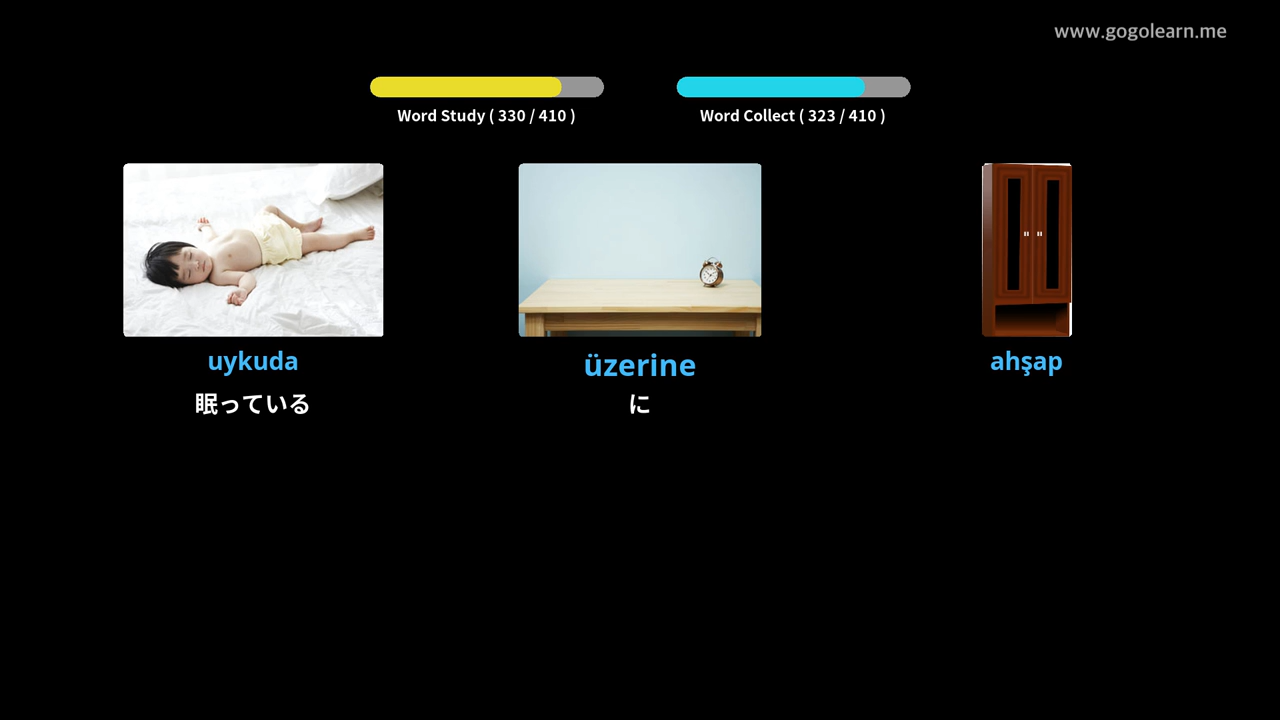 www.gogolearn.me
Word Study ( 330 / 410 )
Word Collect ( 323 / 410 )
uykuda
üzerine
ahşap
眠っている
に